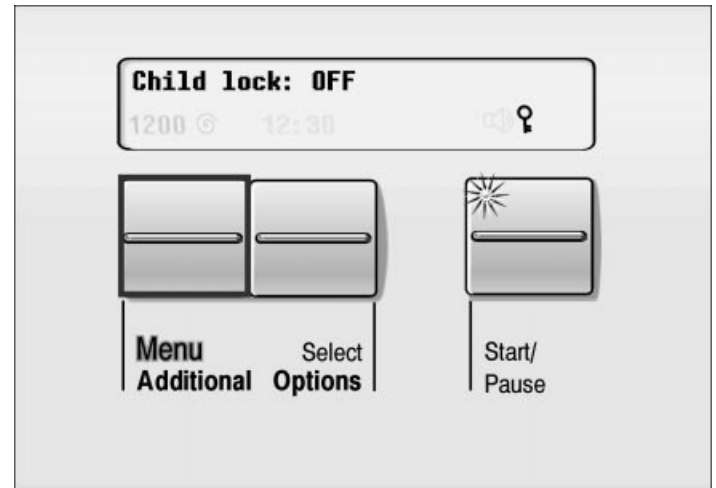 Child lock: OFF
1200 12:30
Menu Select
Additional Options
Start/
Pause